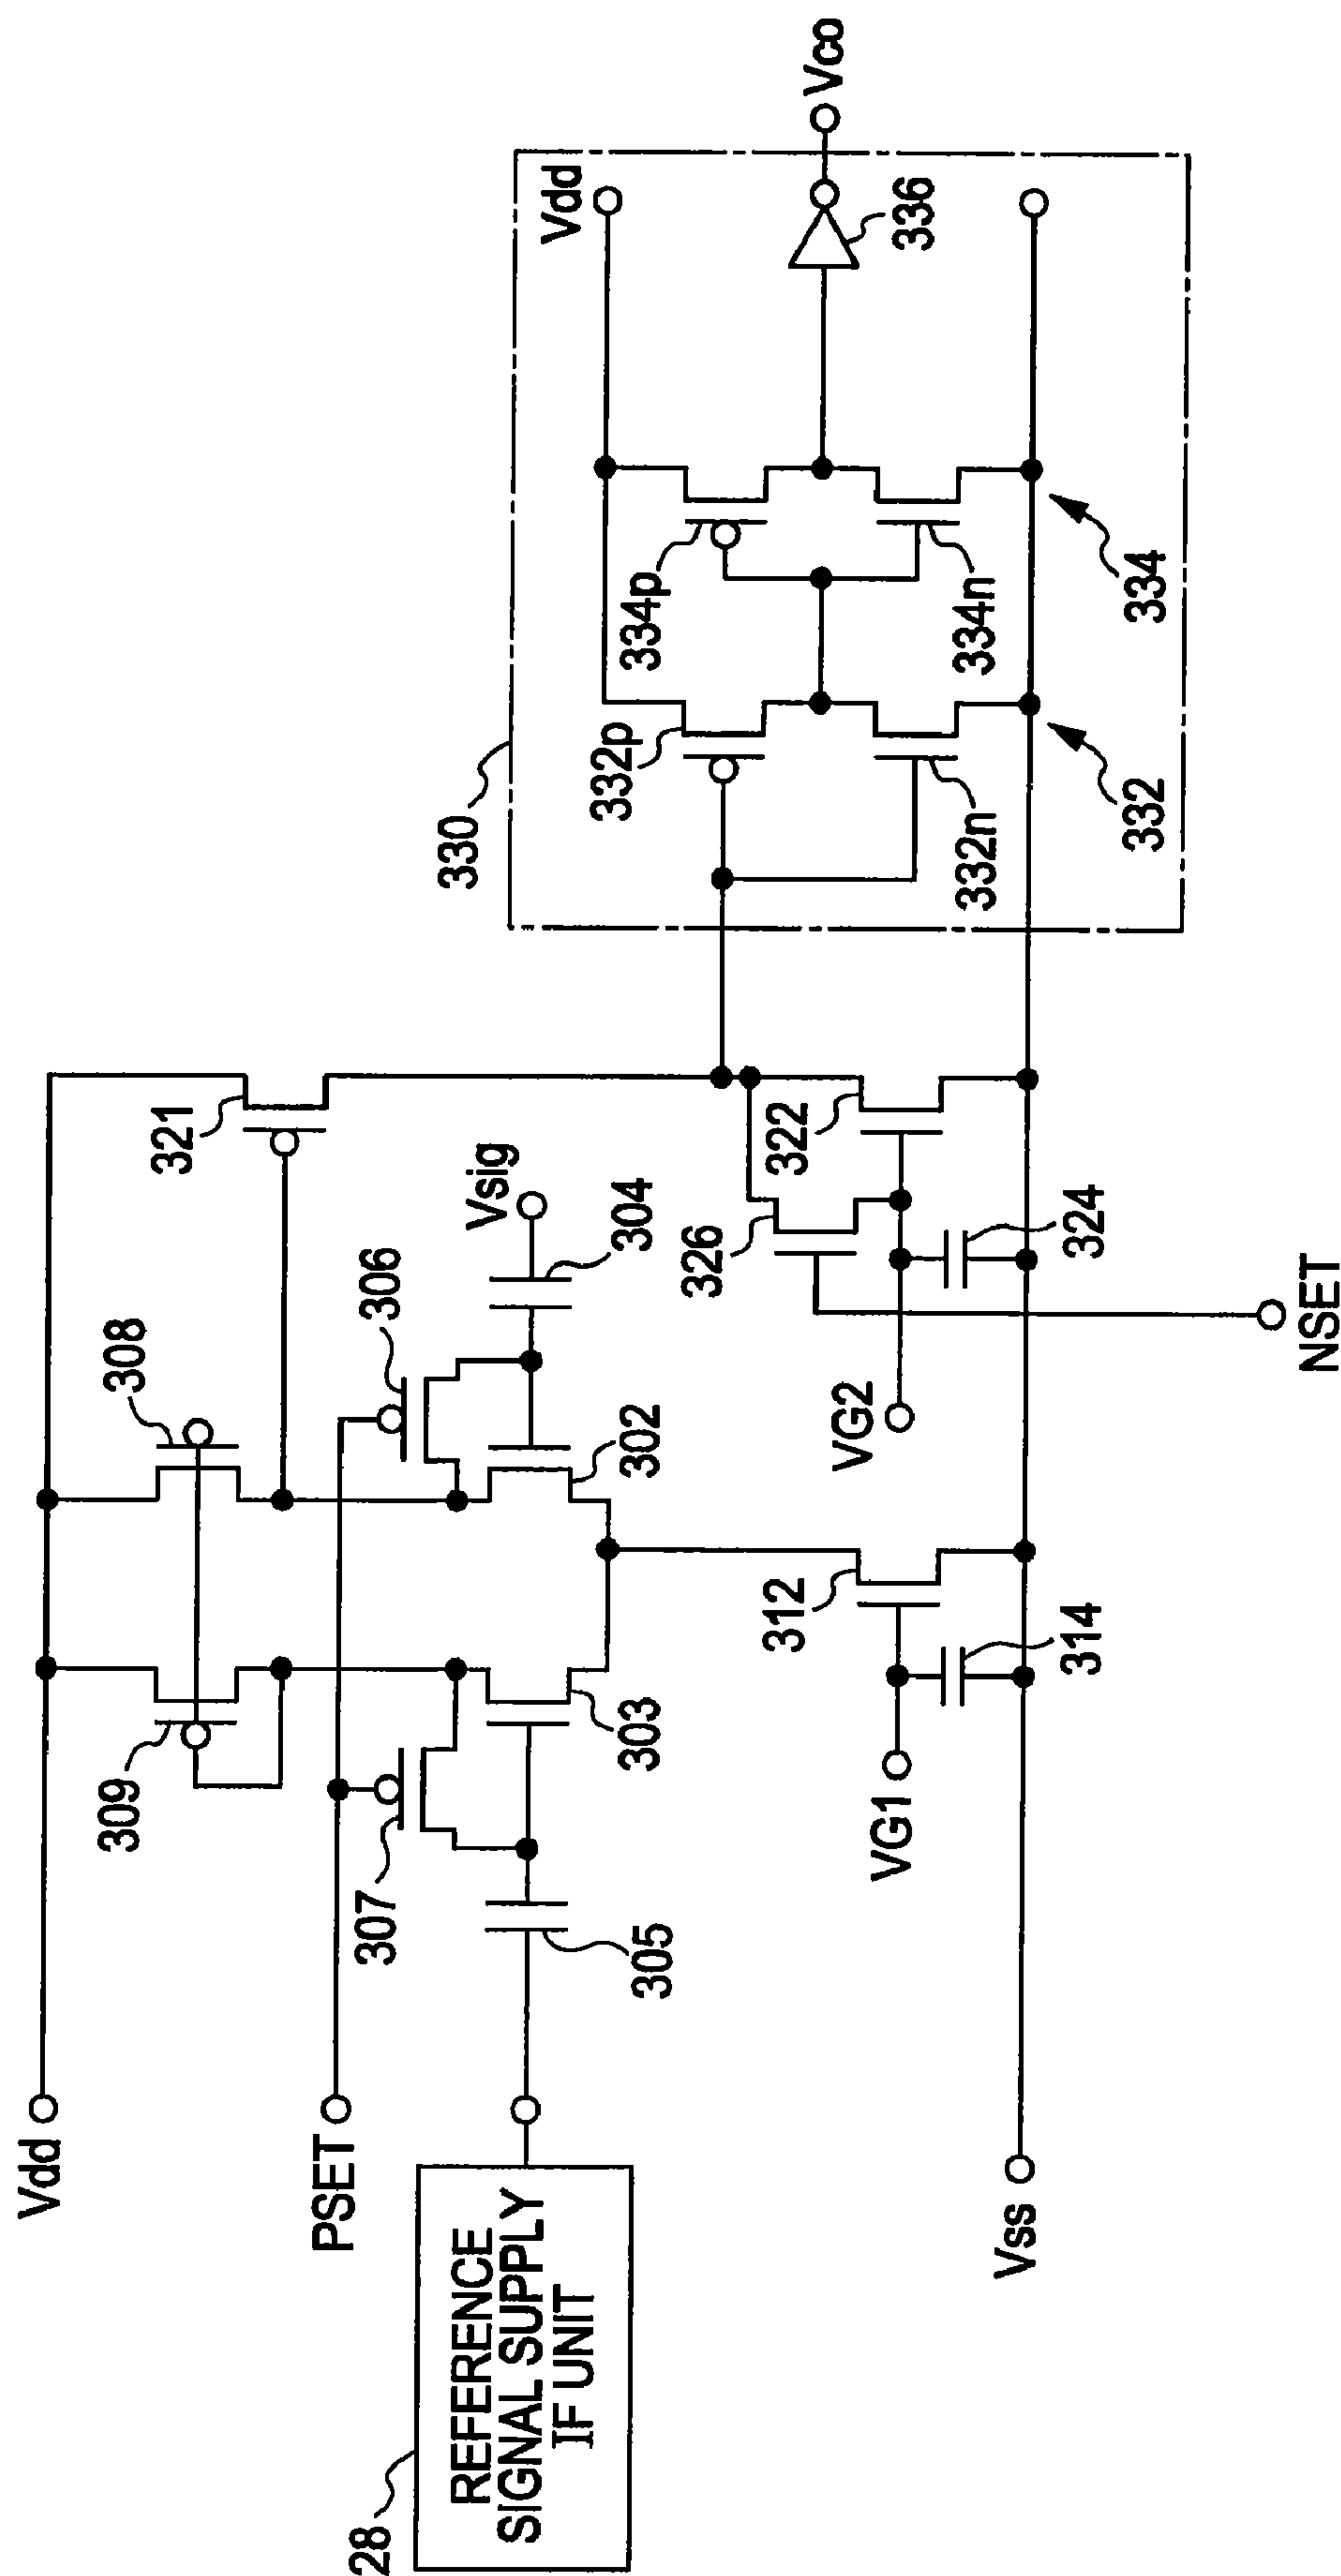 Vdd
309
308
321
PSET
307
306
Vsig
304
28
REFERENCE
SIGNAL SUPPLY
IF UNIT
305
303
302
330
Vdd
332p
334p
Vco
336
VG1
312
314
VG2
326
322
324
332n
334n
332
334
Vss
NSET